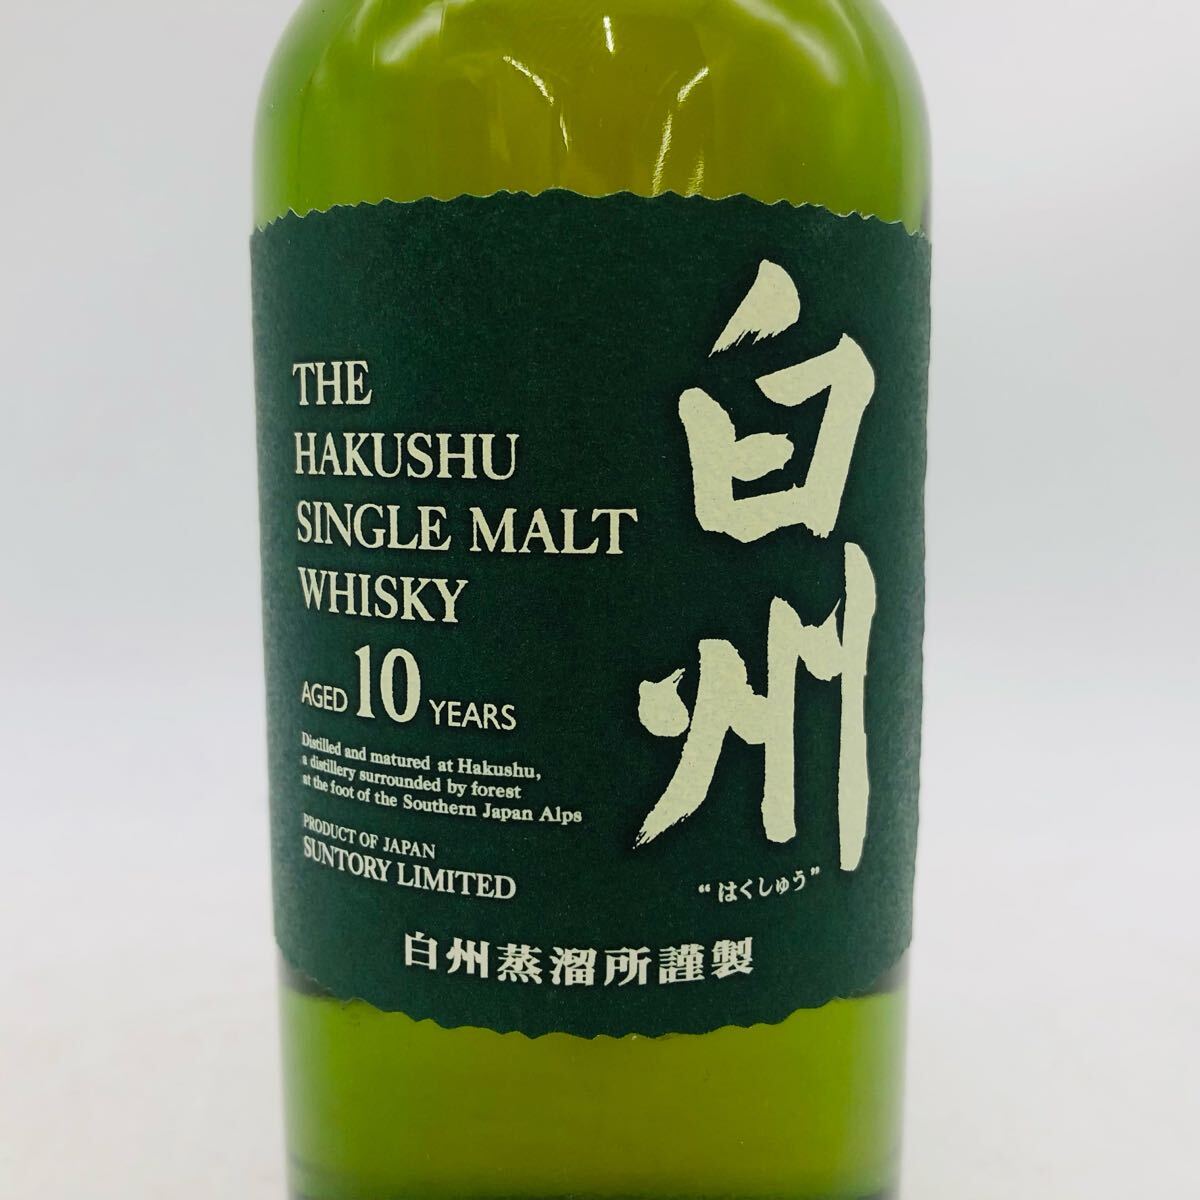 THE
HAKUSHU
SINGLE MALT
WHISKY
AGED 10 YEARS
Distilled and matured at Hakushu,
a distillery surrounded by forest
at the foot of the Southern Japan Alps
PRODUCT OF JAPAN
SUNTORY LIMITED
白州
“はくしゅう”
白州蒸溜所謹製